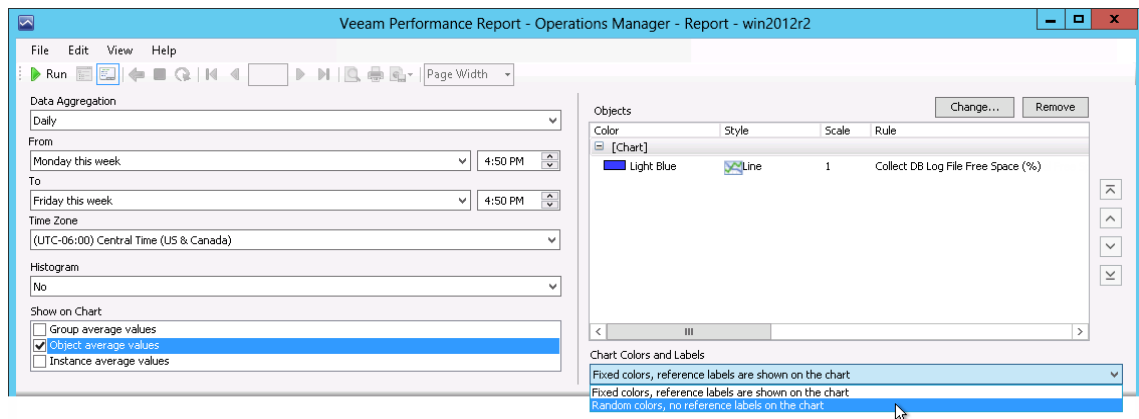 Veeam Performance Report - Operations Manager - Report - win2012r2
File Edit View Help
Run Page Width
Data Aggregation
Daily
From
Monday this week 4:50 PM
To
Friday this week 4:50 PM
Time Zone
(UTC-06:00) Central Time (US & Canada)
Histogram
No
Show on Chart
Group average values
Object average values
Instance average values
Objects Change... Remove
Color Style Scale Rule
[Chart]
Light Blue Line 1 Collect DB Log File Free Space (%)
Chart Colors and Labels
Fixed colors, reference labels are shown on the chart
Fixed colors, reference labels are shown on the chart
Random colors, no reference labels on the chart